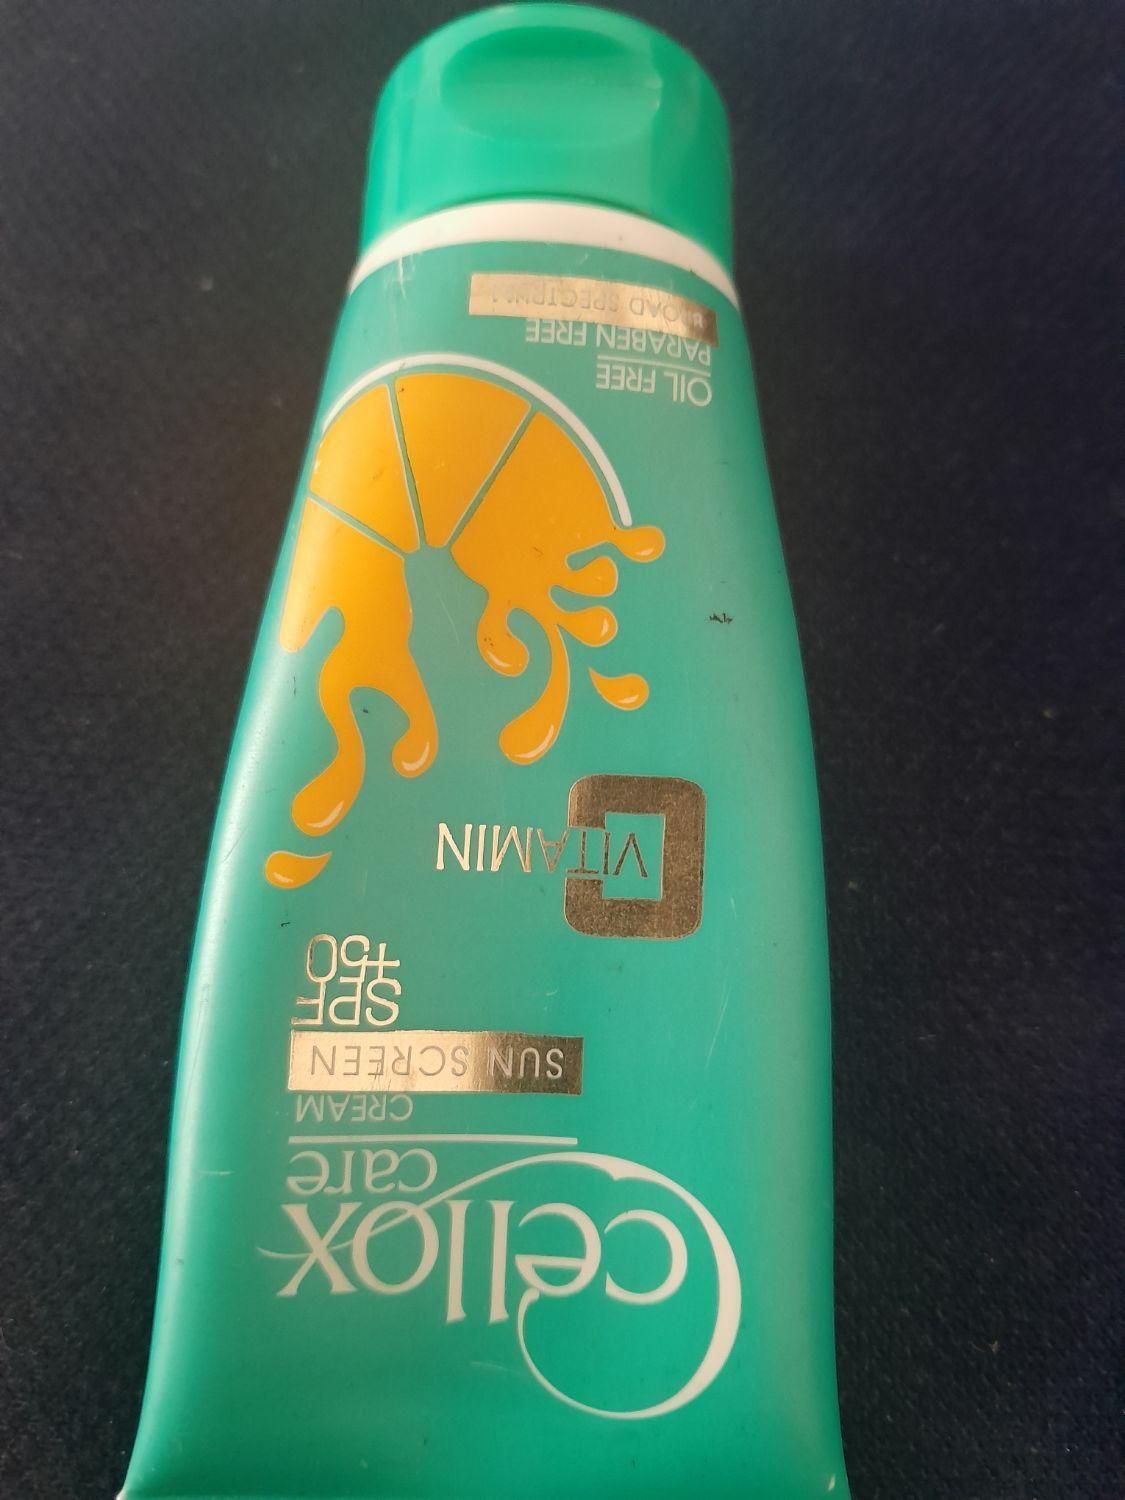 Cellox
care
CREAM
SUN SCREEN
SPF
+50
C
VITAMIN
OIL FREE
PARABEN FREE
BROAD SPECTRUM